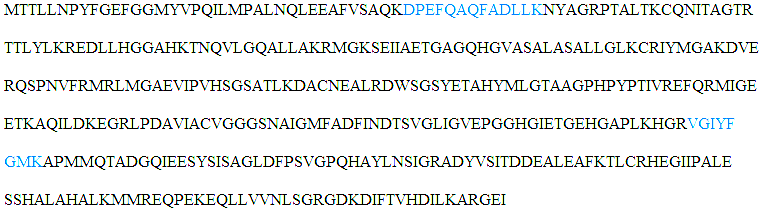 MTTLLNPYFGEFGGMYVPQILMPALNQLEEAFVSAQKDPEFQAQFADLLKNYAGRPTALTKCQNITAGTR
TTLYLKREDLLHGGAHKTNQVLGQALLAKRMGKSEIIAETGAGQHGVASALASALLGLKCRIYMGAKDVE
RQSPNVFRMRLMGAEVIPVHSGSATLKDACNEALRDWSGSYETAHYMLGTAAGPHPYPTIVREFQRMIGE
ETKAQILDKEGRLPDAVIACVGGGSNAIGMFADFINDTSVGLIGVEPGGHGIETGEHGAPLKHGRVGIYF
GMKAPMMQTADGQIEESYSISAGLDFPSVGPQHAYLNSIGRADYVSITDDEALEAFKTLCRHEGIIPALE
SSHALAHALKMMREQPEKEQLLVVNLSGRGDKDIFTVHDILKARGEI